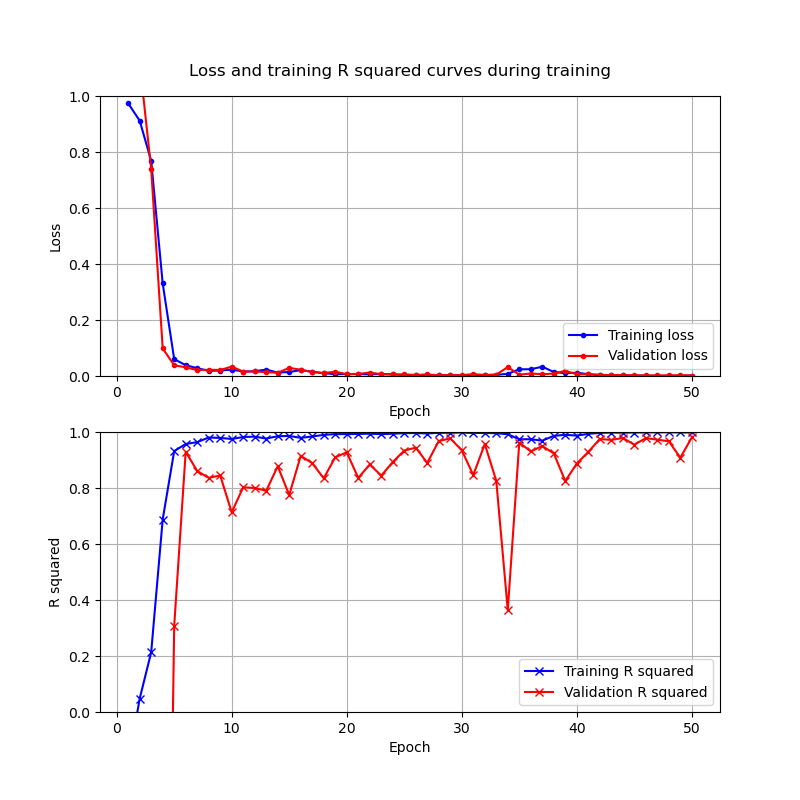 Loss and training R squared curves during training
1.0
0.8
0.6
0.4
0.2
0.0
Loss
Training loss
Validation loss
0 10 20 30 40 50
Epoch
1.0
0.8
0.6
0.4
0.2
0.0
R squared
Training R squared
Validation R squared
0 10 20 30 40 50
Epoch